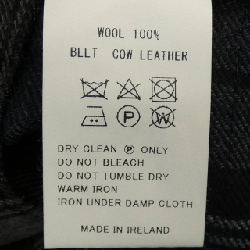 WOOL 100%
BLLT COW LEATHER
P W
DRY CLEAN P ONLY
DO NOT BLEACH
DO NOT TUMBLE DRY
WARM IRON
IRON UNDER DAMP CLOTH
MADE IN IRELAND